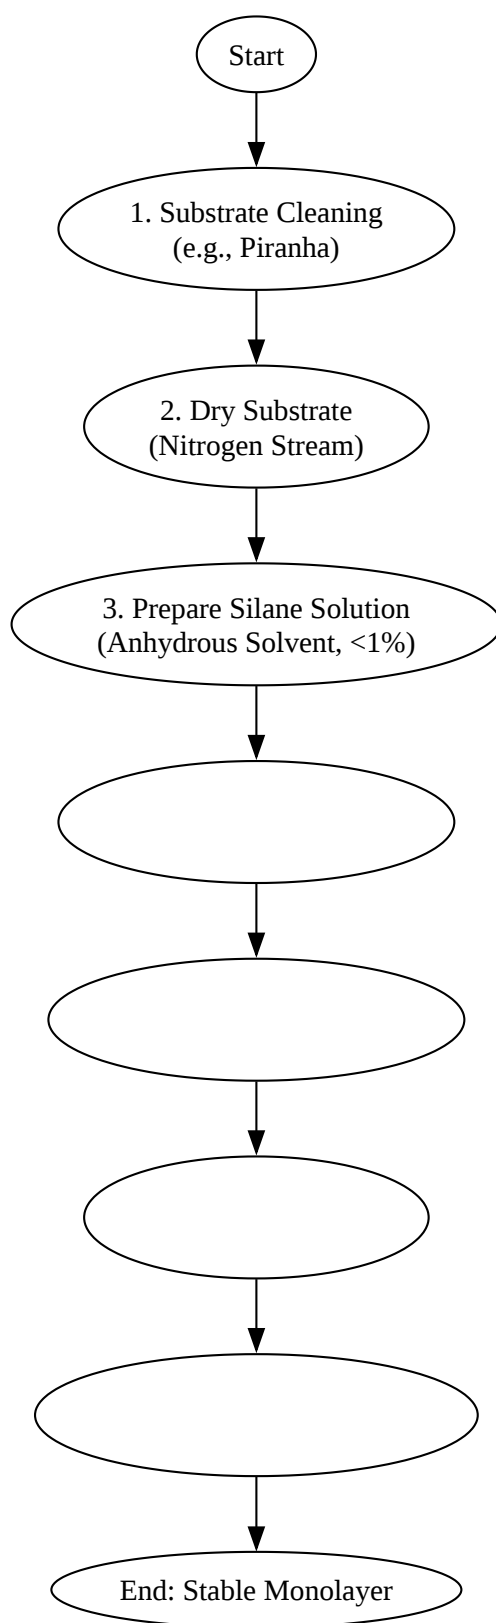 Start
1. Substrate Cleaning
(e.g., Piranha)
2. Dry Substrate
(Nitrogen Stream)
3. Prepare Silane Solution
(Anhydrous Solvent, <1%)
End: Stable Monolayer